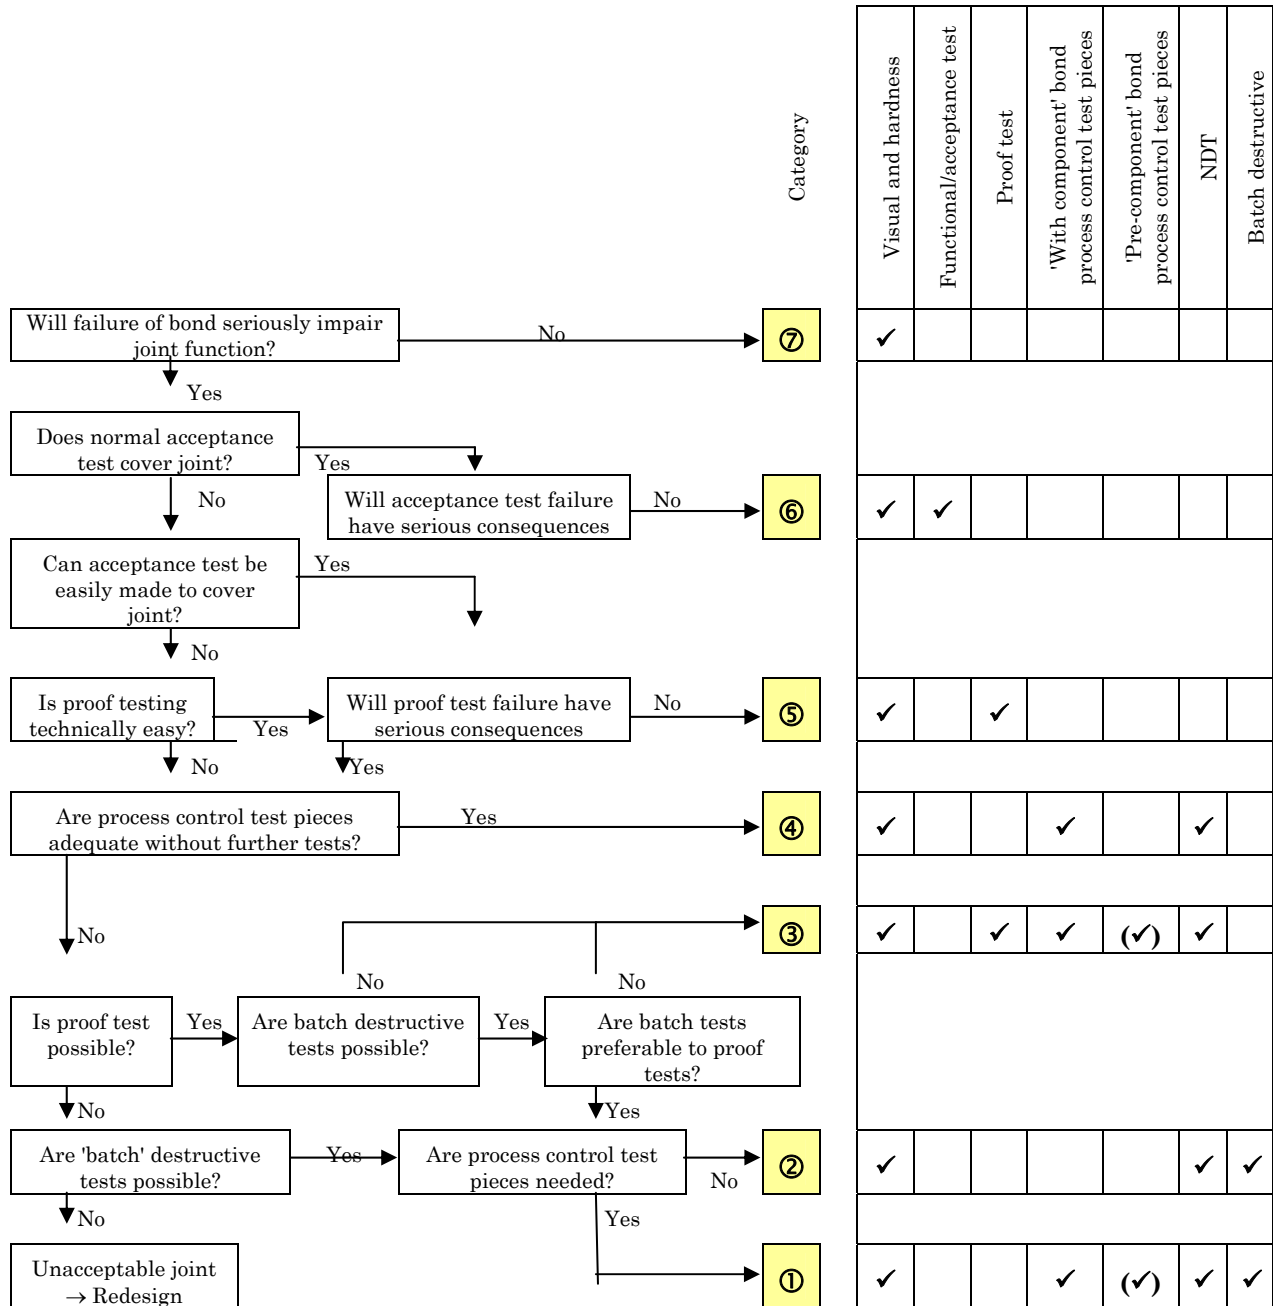 Category
Visual and hardness
Functional/acceptance test
Proof test
'With component' bond
process control test pieces
'Pre-component' bond
process control test pieces
NDT
Batch destructive
Will failure of bond seriously impair
joint function?
No
⑦
✓
Yes
Does normal acceptance
test cover joint?
Yes
No
Will acceptance test failure
have serious consequences
No
⑥
✓ ✓
Can acceptance test be
easily made to cover
joint?
Yes
No
Is proof testing
technically easy?
Yes
Will proof test failure have
serious consequences
No
⑤
✓ ✓
No
Yes
Are process control test pieces
adequate without further tests?
Yes
④
✓ ✓ ✓
No
③
✓ ✓ ✓ (✓) ✓
No
No
Is proof test
possible?
Yes
Are batch destructive
tests possible?
Yes
Are batch tests
preferable to proof
tests?
No
Yes
Are 'batch' destructive
tests possible?
Yes
Are process control test
pieces needed?
No
②
✓ ✓ ✓
No
Yes
Unacceptable joint
→ Redesign
①
✓ ✓ (✓) ✓ ✓